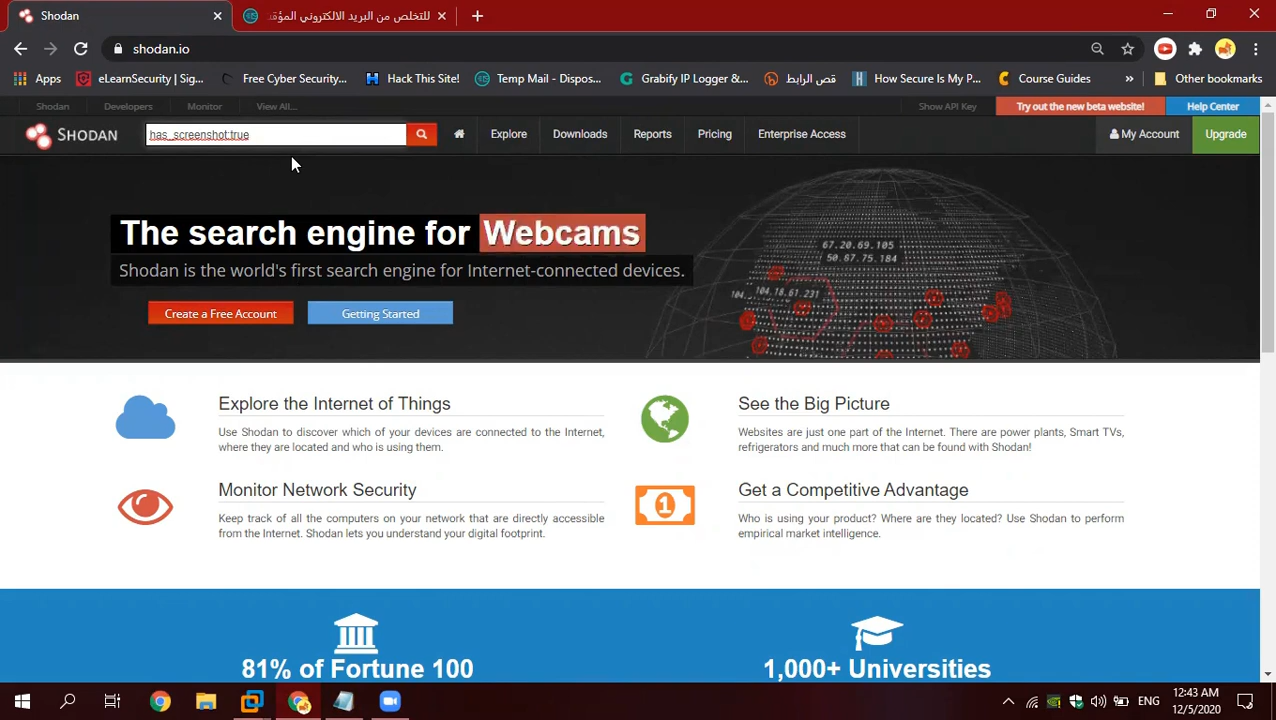 Shodan
للتخلص من البريد الالكتروني المؤقت
shodan.io
Apps
eLearnSecurity | Sig...
Free Cyber Security...
Hack This Site!
Temp Mail - Dispos...
Grabify IP Logger &...
قص الرابط
How Secure Is My P...
Course Guides
»
Other bookmarks
Shodan
Developers
Monitor
View All...
Show API Key
Try out the new beta website!
Help Center
SHODAN
has_screenshot:true
Explore
Downloads
Reports
Pricing
Enterprise Access
My Account
Upgrade
The search engine for Webcams
Shodan is the world's first search engine for Internet-connected devices.
Create a Free Account
Getting Started
67.20.69.105
50.67.75.184
104.18.61.231
104.
Explore the Internet of Things
Use Shodan to discover which of your devices are connected to the Internet,
where they are located and who is using them.
See the Big Picture
Websites are just one part of the Internet. There are power plants, Smart TVs,
refrigerators and much more that can be found with Shodan!
Monitor Network Security
Keep track of all the computers on your network that are directly accessible
from the Internet. Shodan lets you understand your digital footprint.
1
Get a Competitive Advantage
Who is using your product? Where are they located? Use Shodan to perform
empirical market intelligence.
81% of Fortune 100
1,000+ Universities
ENG
12:43 AM
12/5/2020